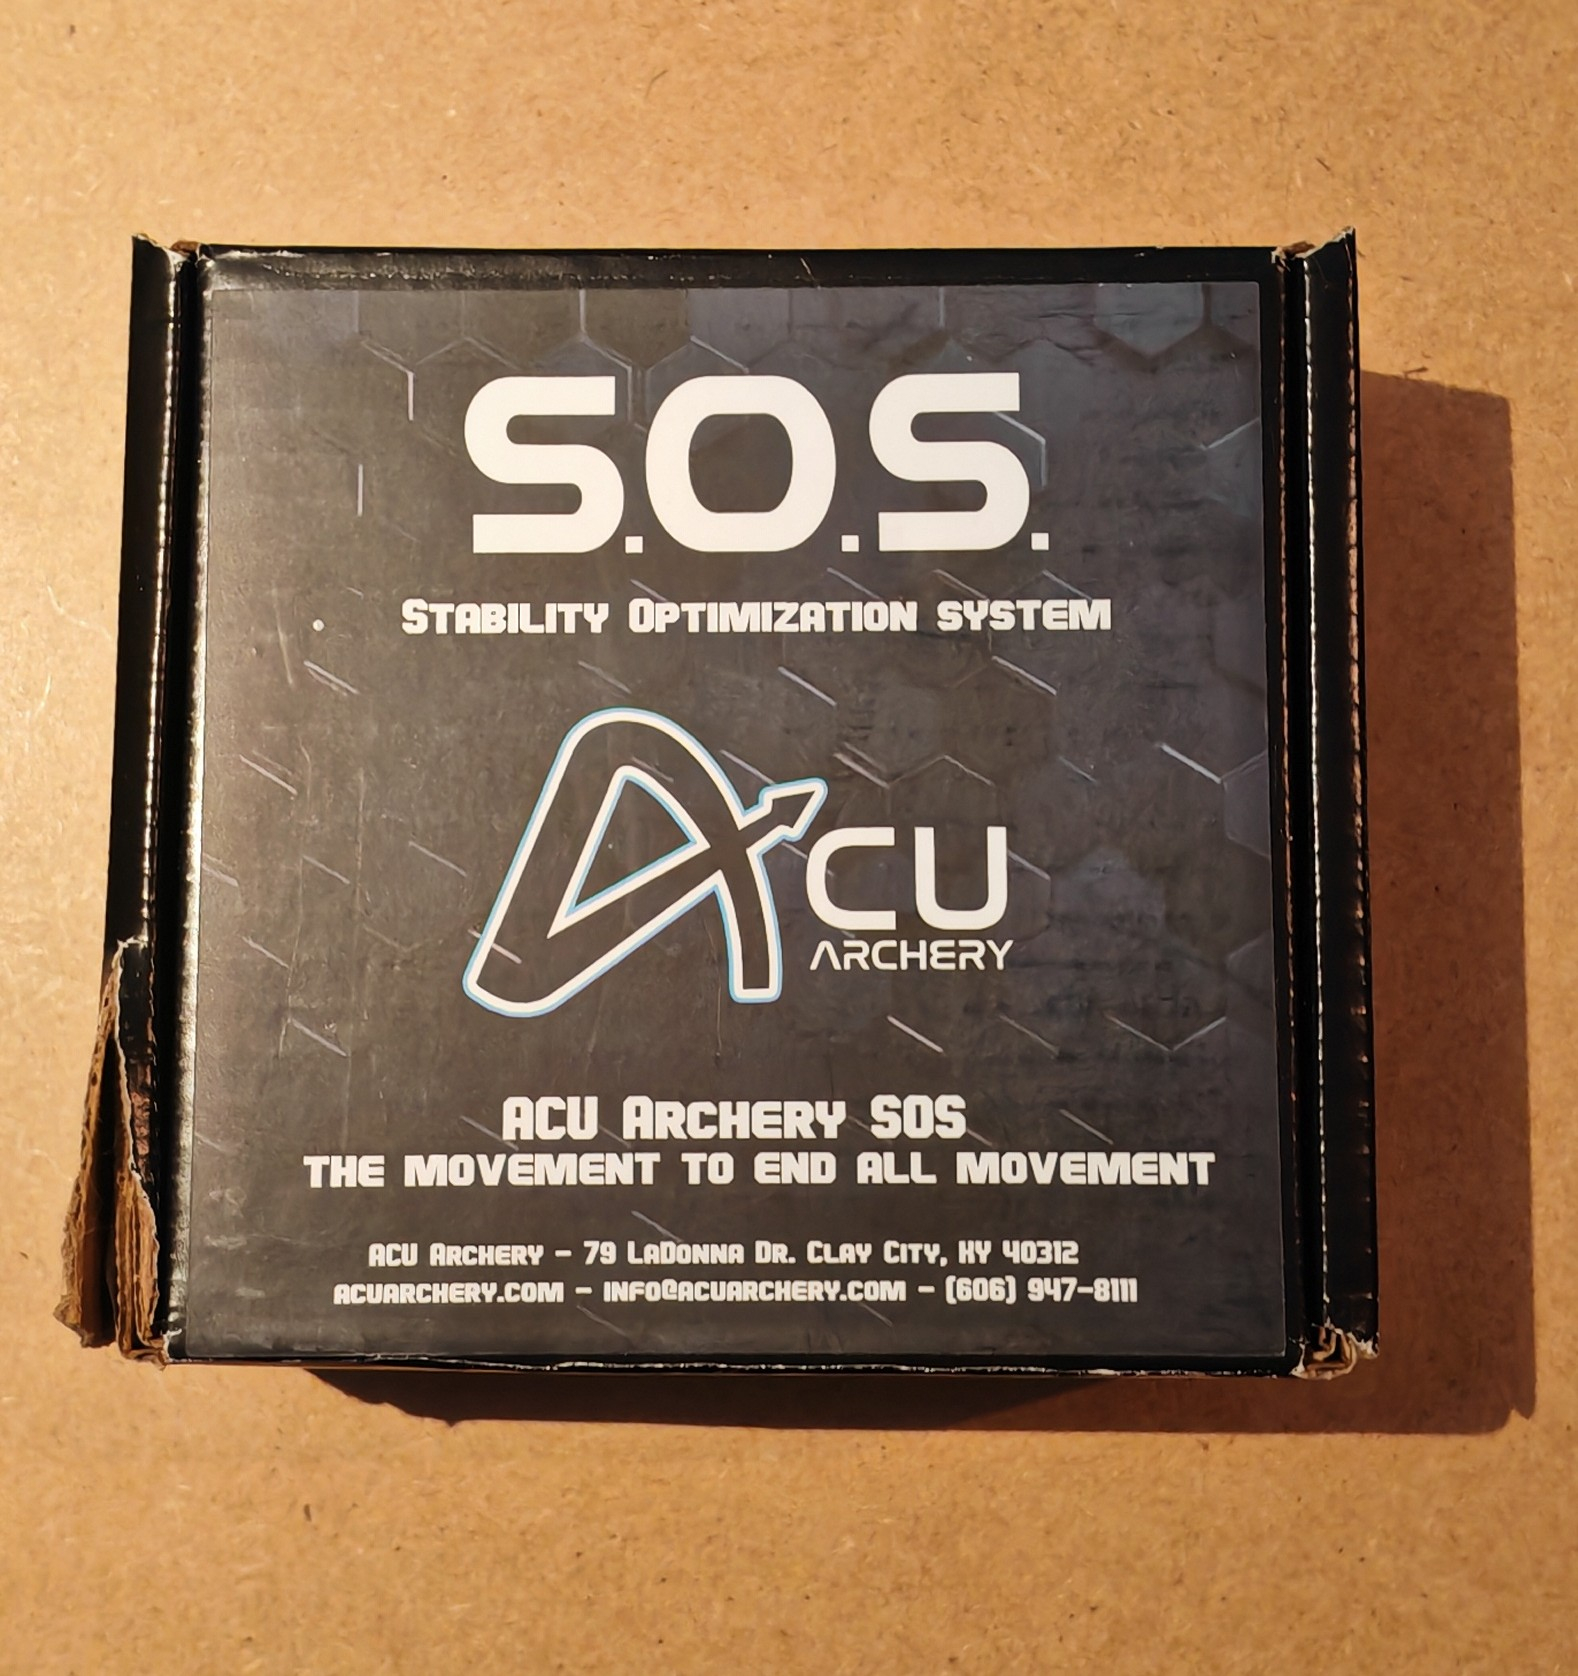 S.O.S.
Stability Optimization system
ACU
ARCHERY
ACU Archery SOS
THE MOVEMENT TO END ALL MOVEMENT
ACU Archery – 79 LaDonna Dr. Clay City, KY 40312
acuarchery.com – info@acuarchery.com – (606) 947-8111